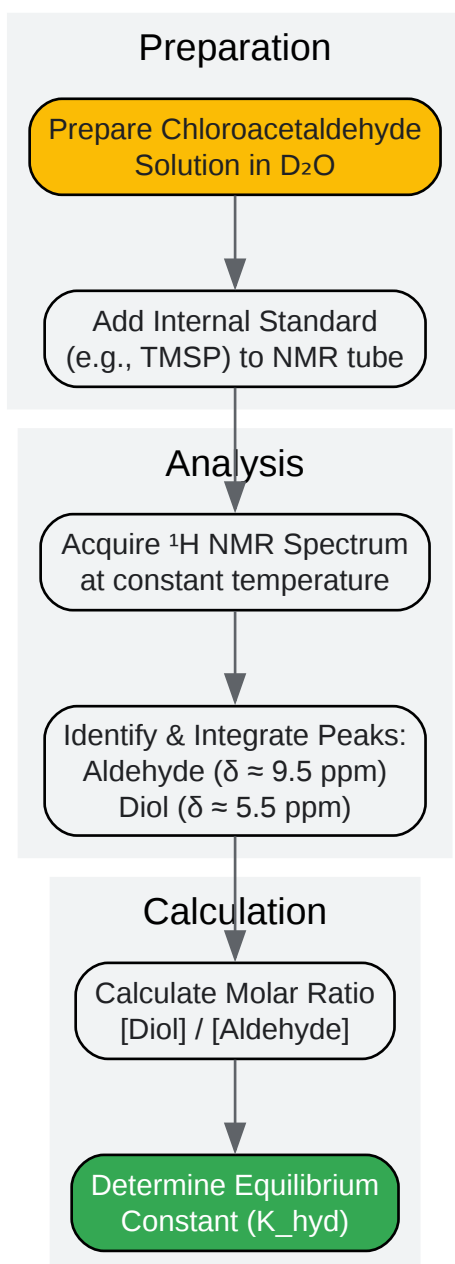 Preparation
Prepare Chloroacetaldehyde
Solution in D₂O
Add Internal Standard
(e.g., TMSP) to NMR tube
Analysis
Acquire ¹H NMR Spectrum
at constant temperature
Identify & Integrate Peaks:
Aldehyde (δ ≈ 9.5 ppm)
Diol (δ ≈ 5.5 ppm)
Calculation
Calculate Molar Ratio
[Diol] / [Aldehyde]
Determine Equilibrium
Constant (K_hyd)